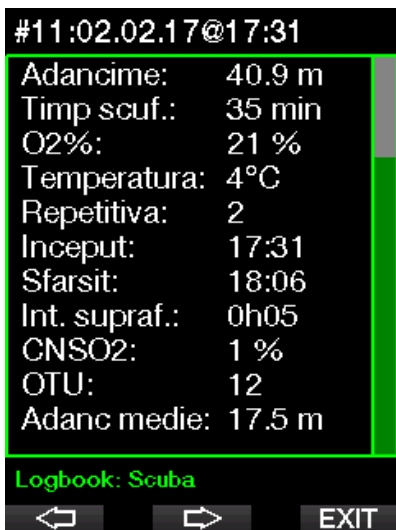 #11:02.02.17@17:31
Adancime: 40.9 m
Timp scuf.: 35 min
O2%: 21 %
Temperatura: 4°C
Repetitiva: 2
Inceput: 17:31
Sfarsit: 18:06
Int. supraf.: 0h05
CNSO2: 1 %
OTU: 12
Adanc medie: 17.5 m
Logbook: Scuba
EXIT